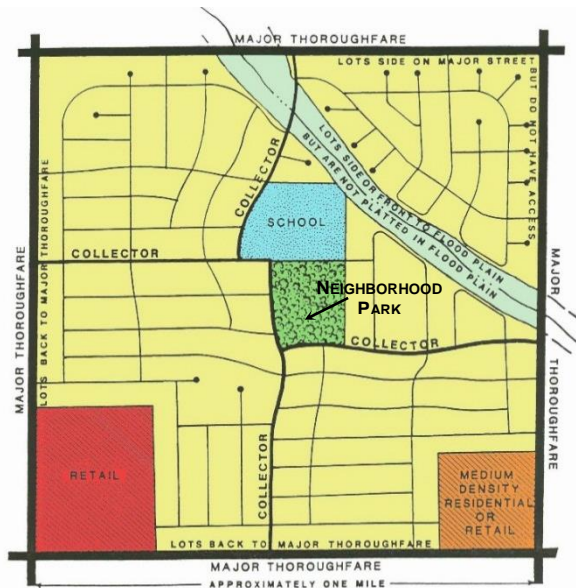 MAJOR THOROUGHFARE
LOTS SIDE ON MAJOR STREET
BUT DO NOT HAVE ACCESS
LOTS SIDE OR FRONT TO FLOOD PLAIN
BUT ARE NOT PLATTED IN FLOOD PLAIN
COLLECTOR
SCHOOL
COLLECTOR
NEIGHBORHOOD
PARK
COLLECTOR
MAJOR THOROUGHFARE
LOTS BACK TO MAJOR THOROUGHFARE
MAJOR
THOROUGHFARE
RETAIL
COLLECTOR
MEDIUM
DENSITY
RESIDENTIAL
OR
RETAIL
LOTS BACK TO MAJOR THOROUGHFARE
MAJOR THOROUGHFARE
APPROXIMATELY ONE MILE